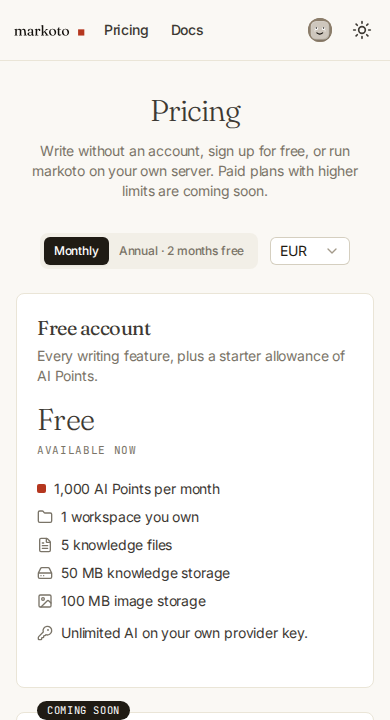 markoto
Pricing
Docs
Pricing
Write without an account, sign up for free, or run
markoto on your own server. Paid plans with higher
limits are coming soon.
Monthly
Annual · 2 months free
EUR
Free account
Every writing feature, plus a starter allowance of
AI Points.
Free
AVAILABLE NOW
1,000 AI Points per month
1 workspace you own
5 knowledge files
50 MB knowledge storage
100 MB image storage
Unlimited AI on your own provider key.
COMING SOON